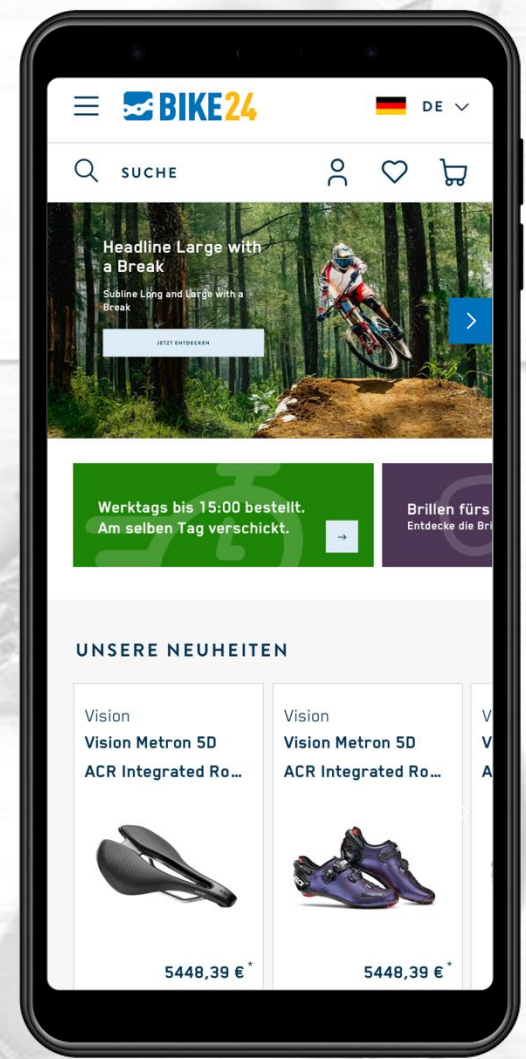 BIKE24
DE
SUCHE
Headline Large with
a Break
Subline Long and Large with a
Break
JETZT ENTDECKEN
Werktags bis 15:00 bestellt.
Am selben Tag verschickt.
Brillen fürs
Entdecke die Bri
UNSERE NEUHEITEN
Vision
Vision Metron 5D
ACR Integrated Ro...
5448,39 €*
Vision
Vision Metron 5D
ACR Integrated Ro...
5448,39 €*
V
V
A